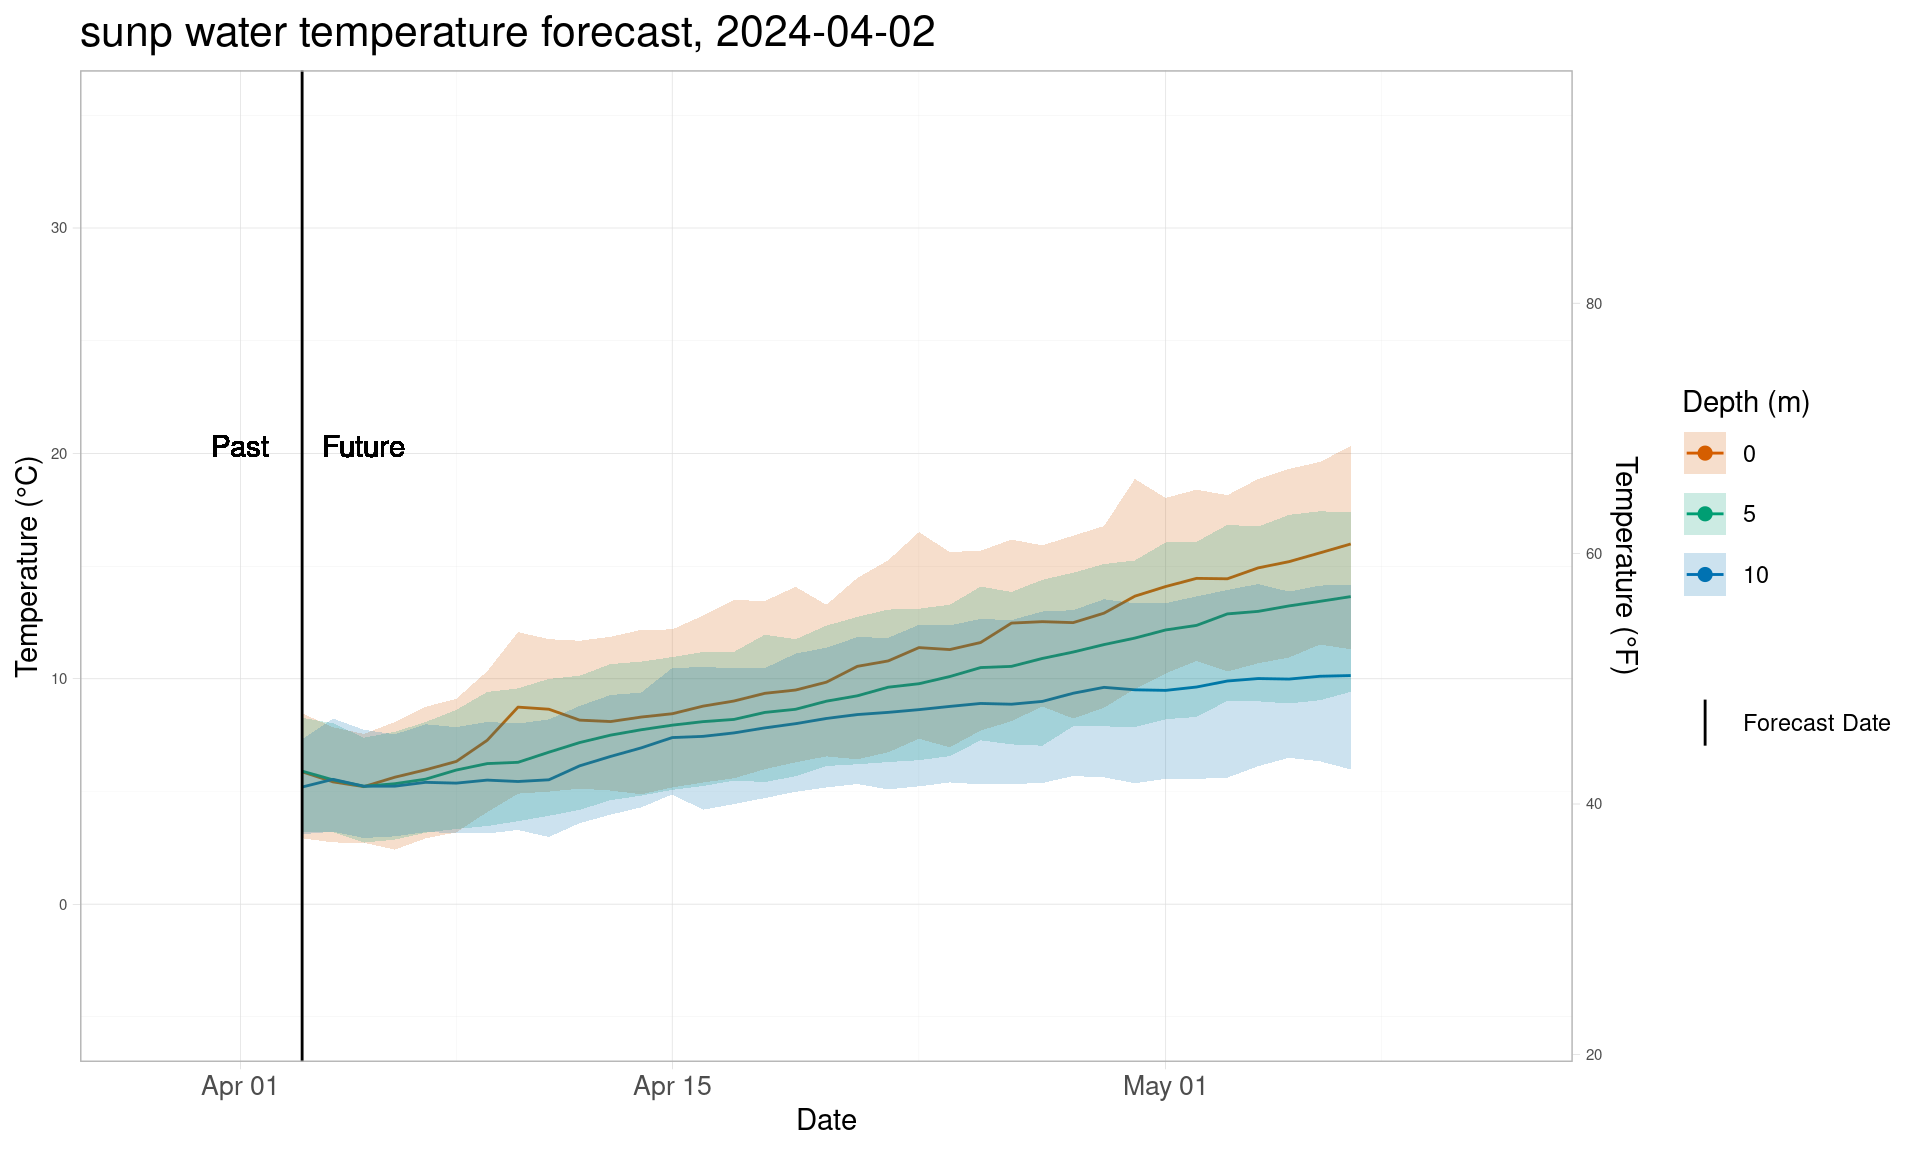 sunp water temperature forecast, 2024-04-02
Temperature (°C)
30
20
10
0
Past
Future
80
60
40
20
Temperature (°F)
Apr 01
Apr 15
May 01
Date
Depth (m)
0
5
10
Forecast Date